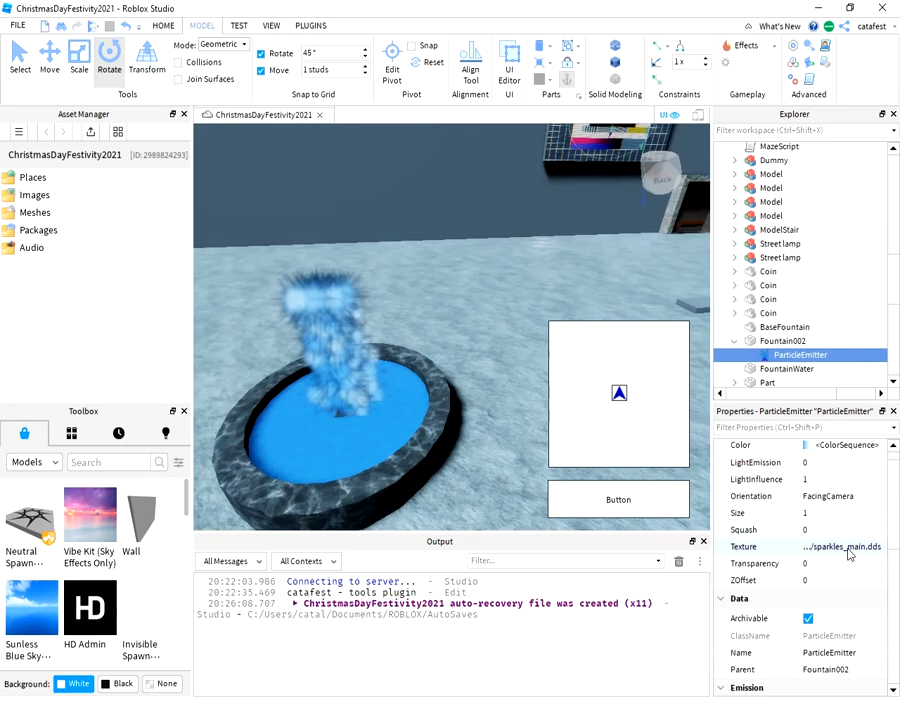 ChristmasDayFestivity2021 - Roblox Studio
FILE HOME MODEL TEST VIEW PLUGINS What's New catafest
Select Move Scale Rotate Transform
Mode: Geometric
Collisions
Join Surfaces
Tools
Rotate 45°
Move 1 studs
Snap to Grid
Edit Pivot
Snap
Reset
Pivot
Align Tool
Alignment
UI Editor
UI
Parts
Solid Modeling
1 x
Constraints
Effects
Gameplay
Advanced
Asset Manager
ChristmasDayFestivity2021 [ID: 2989824293]
Places
Images
Meshes
Packages
Audio
Toolbox
Models Search
Neutral Spawn-···
Vibe Kit (Sky Effects Only)
Wall
Sunless Blue Sky-···
HD
HD Admin
Invisible Spawn-···
Background: White Black None
ChristmasDayFestivity2021
UI
Back
Button
Output
All Messages All Contexts Filter...
20:22:03.986 Connecting to server... - Studio
20:22:35.469 catafest - tools plugin - Edit
20:26:08.707 ChristmasDayFestivity2021 auto-recovery file was created (x11) -
Studio - C:/Users/catal/Documents/ROBLOX/AutoSaves
Explorer
Filter workspace (Ctrl+Shift+X)
MazeScript
Dummy
Model
Model
Model
Model
ModelStair
Street lamp
Street lamp
Coin
Coin
Coin
Coin
BaseFountain
Fountain002
ParticleEmitter
FountainWater
Part
Properties - ParticleEmitter "ParticleEmitter"
Filter Properties (Ctrl+Shift+P)
Color <ColorSequence>
LightEmission 0
LightInfluence 1
Orientation FacingCamera
Size 1
Squash 0
Texture .../sparkles_main.dds
Transparency 0
ZOffset 0
Data
Archivable
ClassName ParticleEmitter
Name ParticleEmitter
Parent Fountain002
Emission